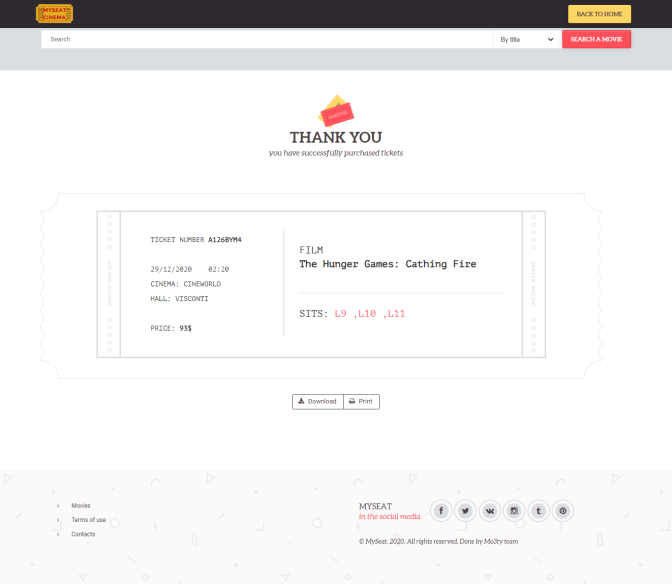 MYSEAT
CINEMA
BACK TO HOME
Search
By title
SEARCH A MOVIE
THANK YOU
you have successfully purchased tickets
TICKET NUMBER A126BYM4
29/12/2020 02:20
CINEMA: CINEWORLD
HALL: VISCONTI
PRICE: 93$
FILM
The Hunger Games: Cathing Fire
SITS: L9 ,L10 ,L11
Download
Print
Movies
Terms of use
Contacts
MYSEAT
in the social media
© MySeat, 2020. All rights reserved. Done by Mo3ty team